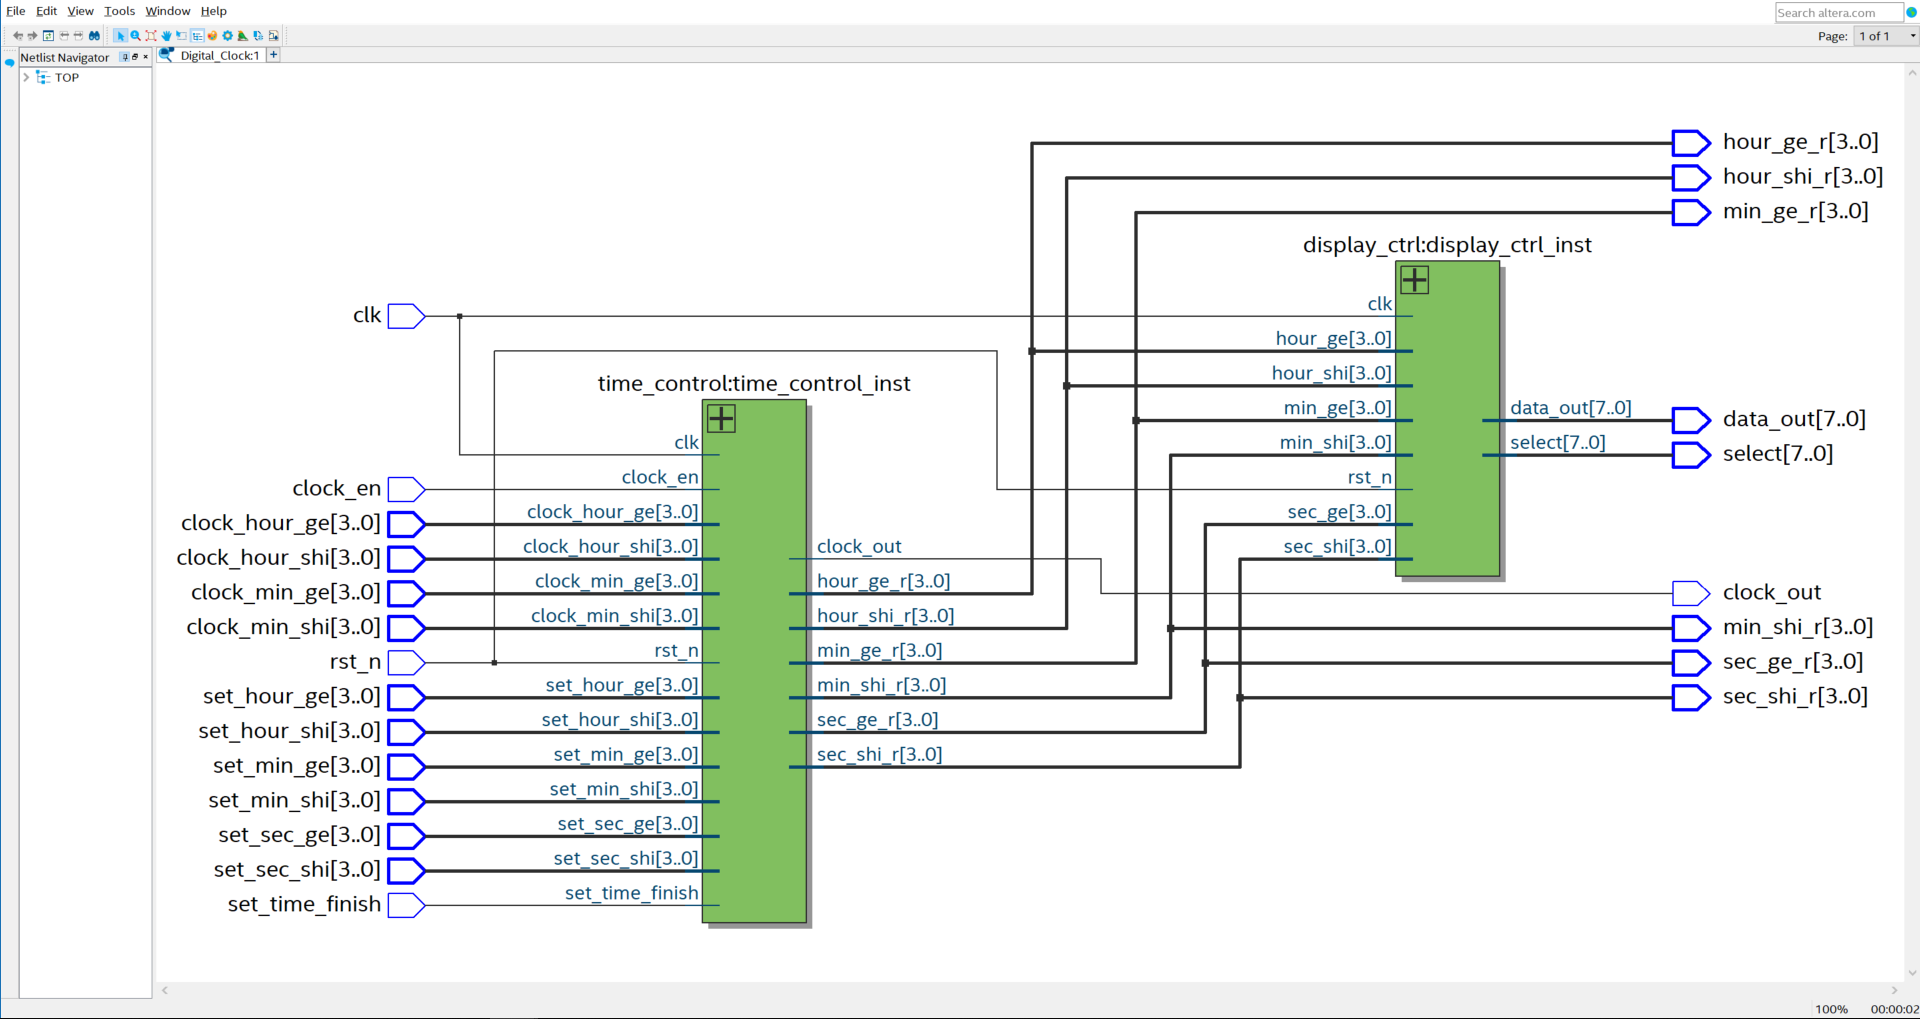 File Edit View Tools Window Help
Search altera.com
Page: 1 of 1
Netlist Navigator
Digital_Clock:1
TOP
hour_ge_r[3..0]
hour_shi_r[3..0]
min_ge_r[3..0]
display_ctrl:display_ctrl_inst
clk
hour_ge[3..0]
hour_shi[3..0]
min_ge[3..0]
min_shi[3..0]
rst_n
sec_ge[3..0]
sec_shi[3..0]
data_out[7..0]
select[7..0]
data_out[7..0]
select[7..0]
clk
time_control:time_control_inst
clk
clock_en
clock_hour_ge[3..0]
clock_hour_shi[3..0]
clock_min_ge[3..0]
clock_min_shi[3..0]
rst_n
set_hour_ge[3..0]
set_hour_shi[3..0]
set_min_ge[3..0]
set_min_shi[3..0]
set_sec_ge[3..0]
set_sec_shi[3..0]
set_time_finish
clock_out
hour_ge_r[3..0]
hour_shi_r[3..0]
min_ge_r[3..0]
min_shi_r[3..0]
sec_ge_r[3..0]
sec_shi_r[3..0]
clock_en
clock_hour_ge[3..0]
clock_hour_shi[3..0]
clock_min_ge[3..0]
clock_min_shi[3..0]
rst_n
set_hour_ge[3..0]
set_hour_shi[3..0]
set_min_ge[3..0]
set_min_shi[3..0]
set_sec_ge[3..0]
set_sec_shi[3..0]
set_time_finish
clock_out
min_shi_r[3..0]
sec_ge_r[3..0]
sec_shi_r[3..0]
100% 00:00:02